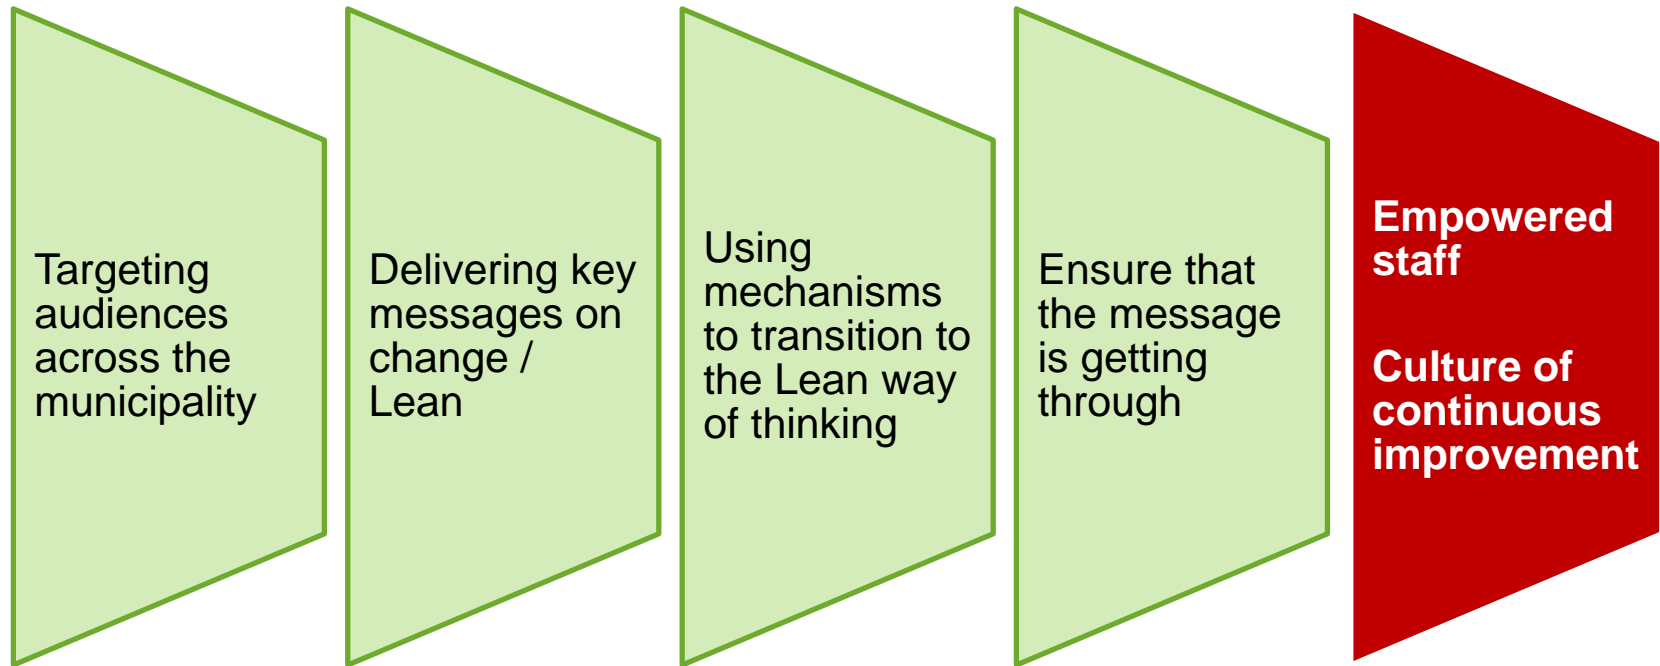 Targeting
audiences
across the
municipality
Delivering key
messages on
change /
Lean
Using
mechanisms
to transition to
the Lean way
of thinking
Ensure that
the message
is getting
through
Empowered
staff
Culture of
continuous
improvement